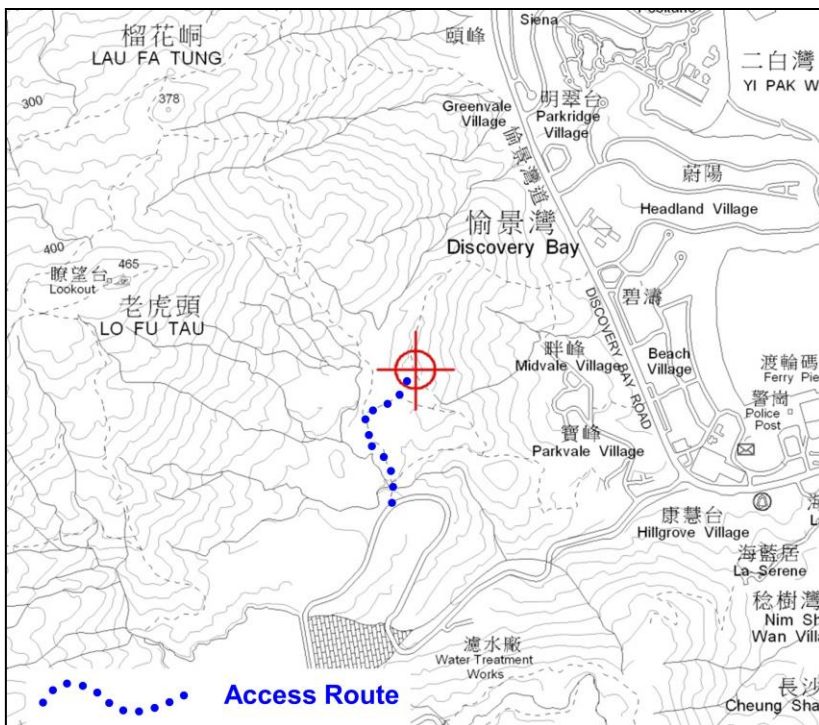 榴花峒
LAU FA TUNG
300
378
頤峰
Siena
二白灣
YI PAK W
Greenvale
Village
明翠台
Parkridge
Village
愉景灣道
蔚陽
Headland Village
愉景灣
Discovery Bay
400
465
瞭望台
Lookout
老虎頭
LO FU TAU
碧濤
DISCOVERY BAY ROAD
Beach
Village
畔峰
Midvale Village
渡輪碼
Ferry Pie
警崗
Police
Post
寶峰
Parkvale Village
康慧台
Hillgrove Village
海藍居
La Serene
稔樹灣
Nim Sh
Wan Villa
濾水廠
Water Treatment
Works
長沙
Cheung Sha
Access Route